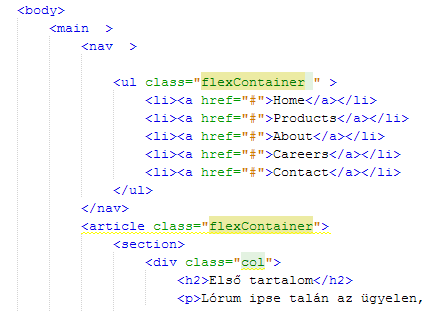 <body>
<main  >
<nav  >
<ul class="flexContainer " >
<li><a href="#">Home</a></li>
<li><a href="#">Products</a></li>
<li><a href="#">About</a></li>
<li><a href="#">Careers</a></li>
<li><a href="#">Contact</a></li>
</ul>
</nav>
<article class="flexContainer">
<section>
<div class="col">
<h2>Első tartalom</h2>
<p>Lórum ipse talán az ügyelen,